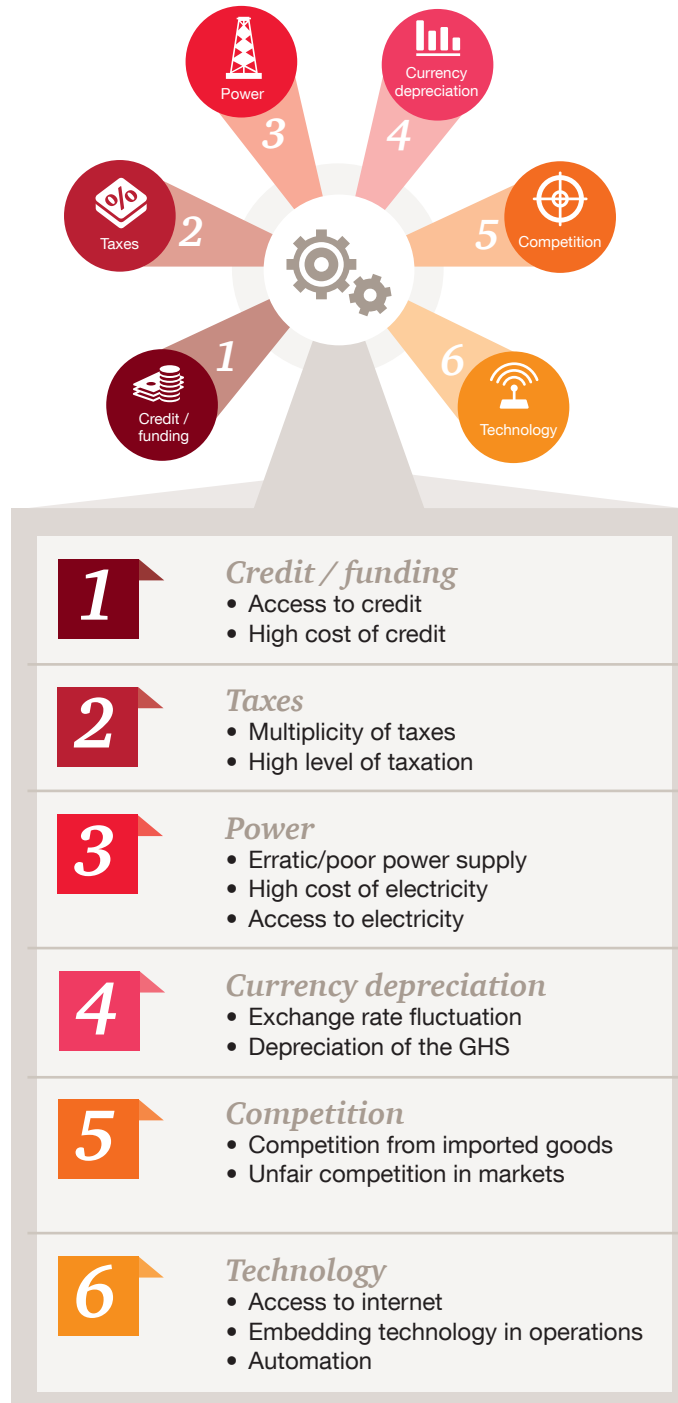 Power
3
Currency
depreciation
4
%
Taxes
2
5
Competition
1
Credit /
funding
6
Technology
1
Credit / funding
• Access to credit
• High cost of credit
2
Taxes
• Multiplicity of taxes
• High level of taxation
3
Power
• Erratic/poor power supply
• High cost of electricity
• Access to electricity
4
Currency depreciation
• Exchange rate fluctuation
• Depreciation of the GHS
5
Competition
• Competition from imported goods
• Unfair competition in markets
6
Technology
• Access to internet
• Embedding technology in operations
• Automation